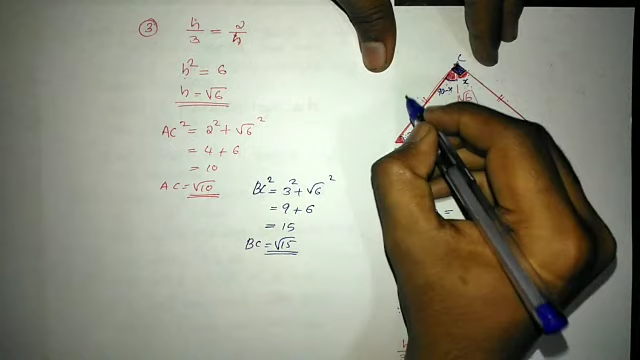 3
h/3 = 2/h
h² = 6
h = √6
AC² = 2² + √6²
= 4 + 6
= 10
AC = √10
BC² = 3² + √6²
= 9 + 6
= 15
BC = √15
C
90-x x
√6
=
h